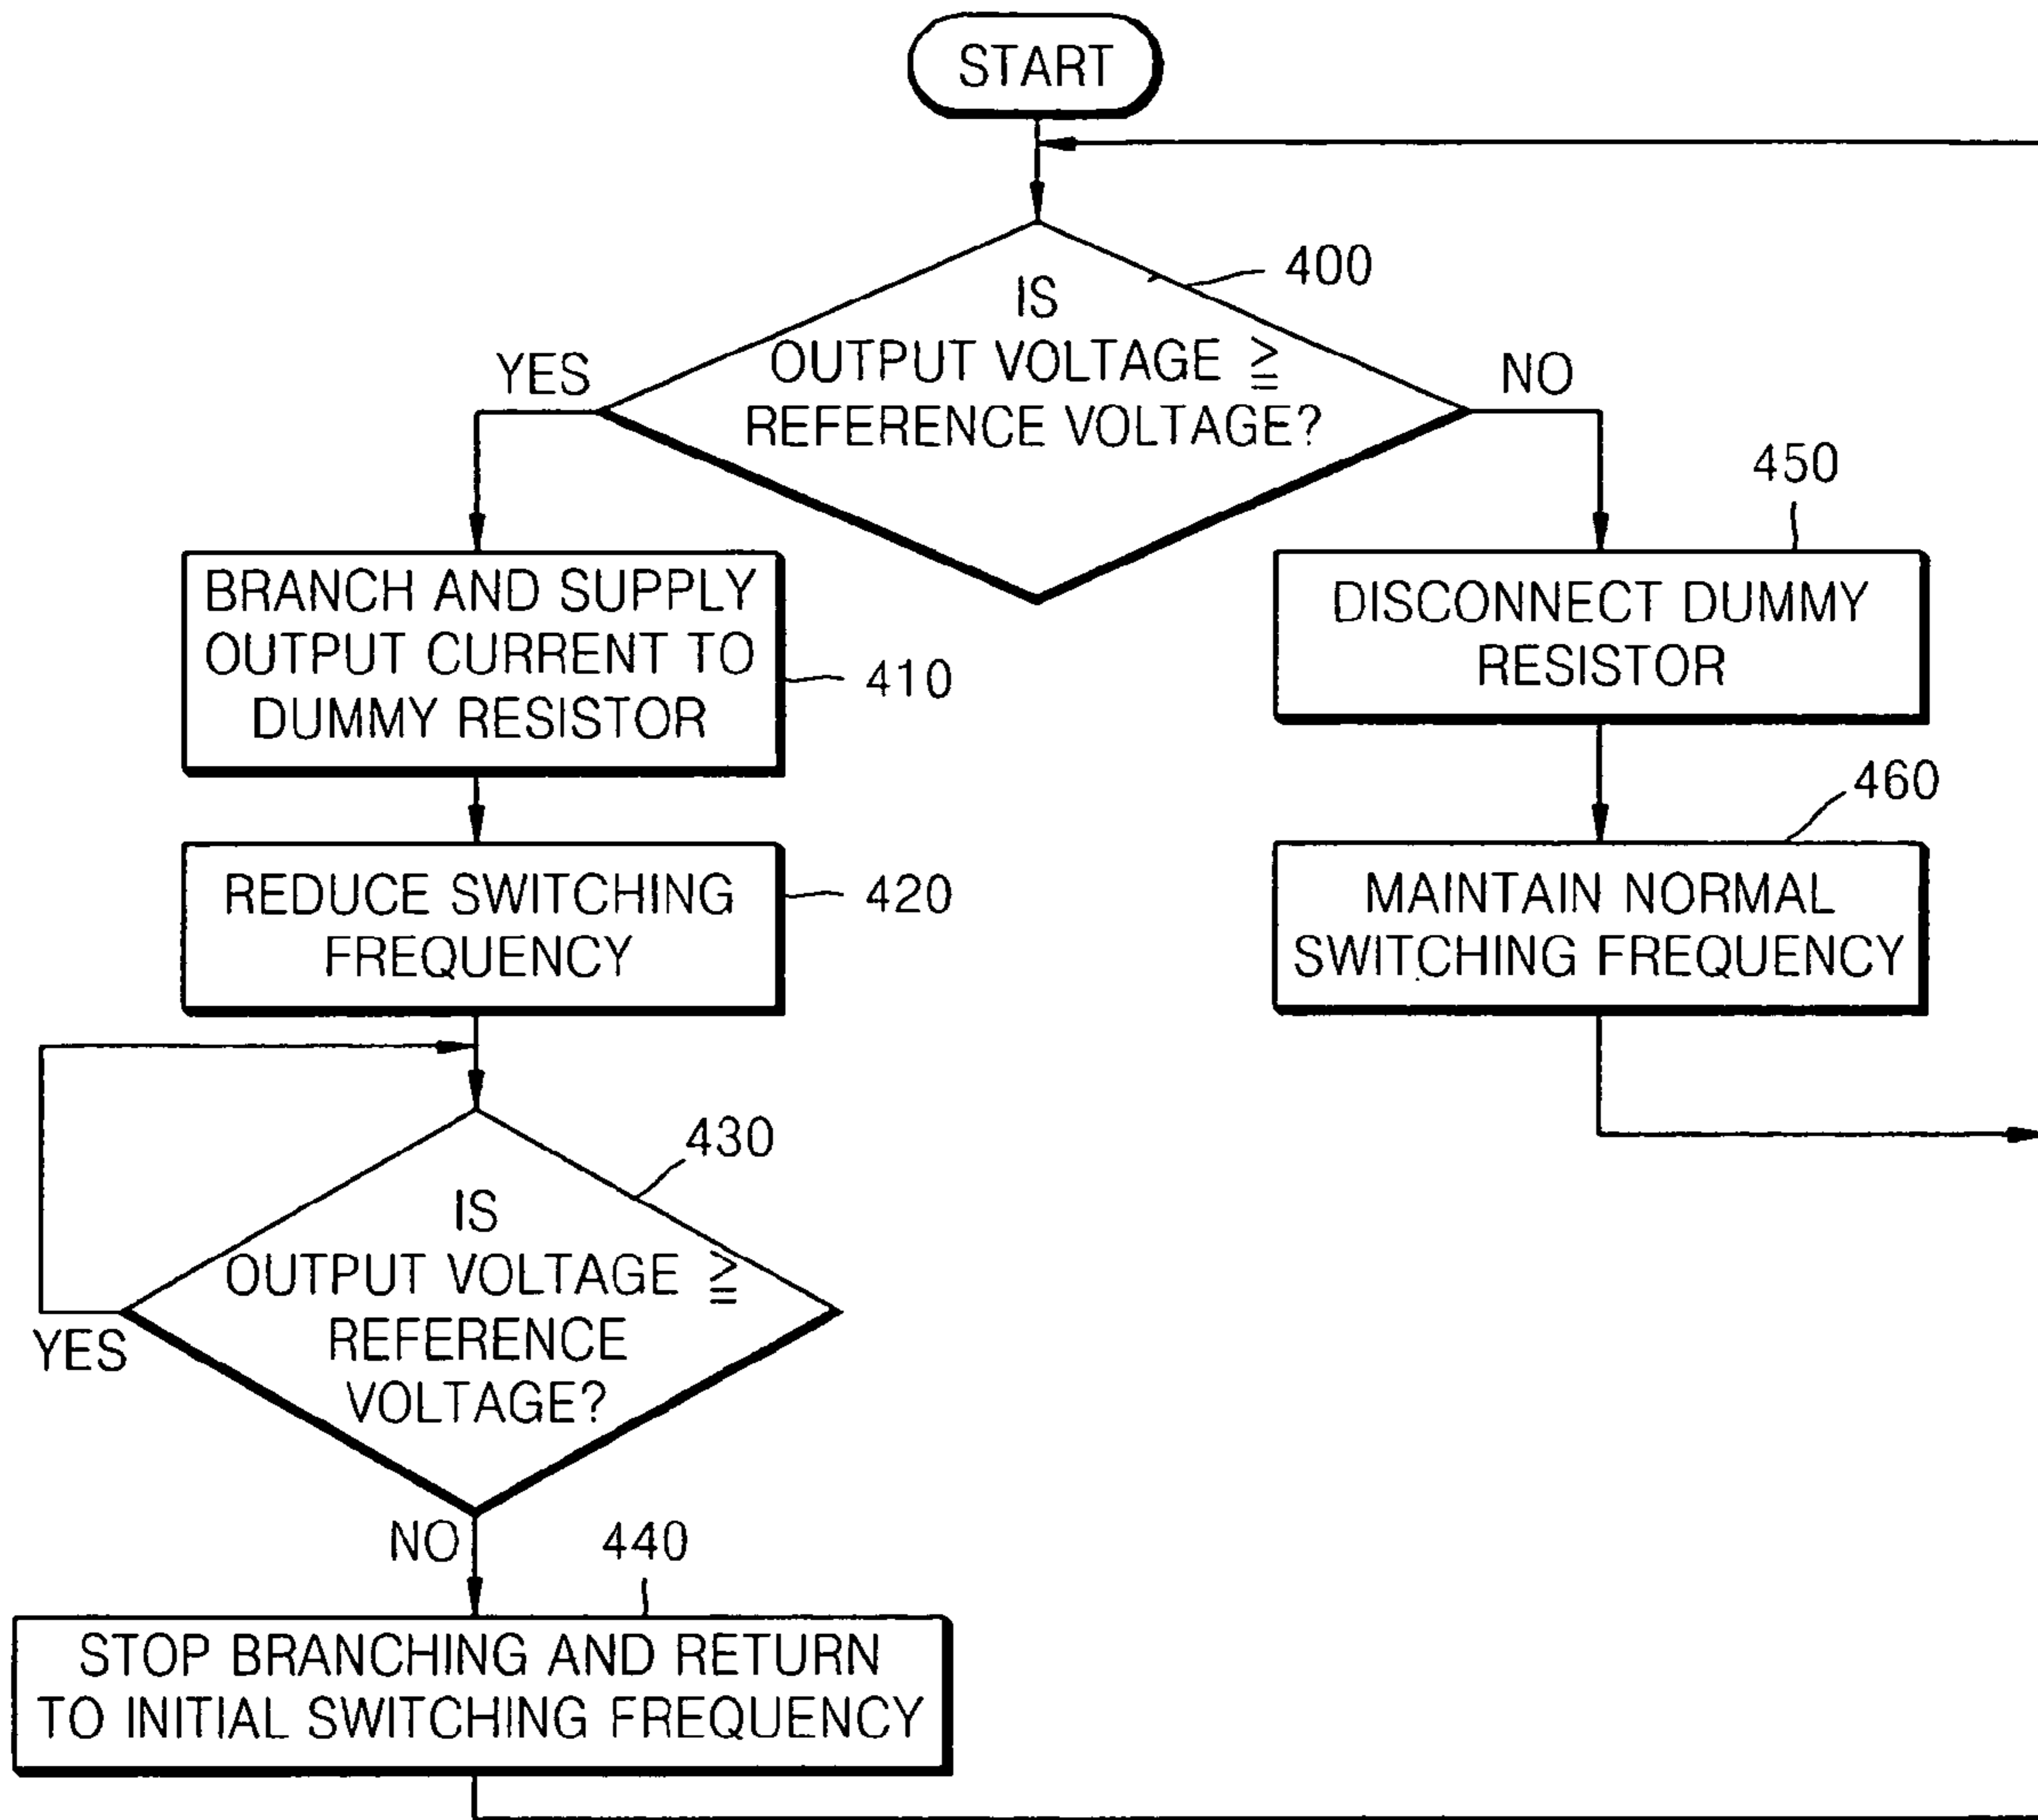 START
400
IS
OUTPUT VOLTAGE ≧
REFERENCE VOLTAGE?
YES
NO
450
BRANCH AND SUPPLY
OUTPUT CURRENT TO
DUMMY RESISTOR
410
DISCONNECT DUMMY
RESISTOR
460
REDUCE SWITCHING
FREQUENCY
420
MAINTAIN NORMAL
SWITCHING FREQUENCY
430
IS
OUTPUT VOLTAGE ≧
REFERENCE
VOLTAGE?
YES
NO
440
STOP BRANCHING AND RETURN
TO INITIAL SWITCHING FREQUENCY